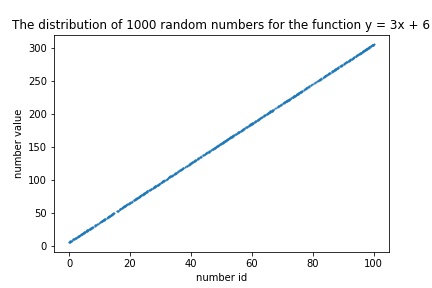 The distribution of 1000 random numbers for the function y = 3x + 6
300
250
200
150
100
50
0
number value
0 20 40 60 80 100
number id